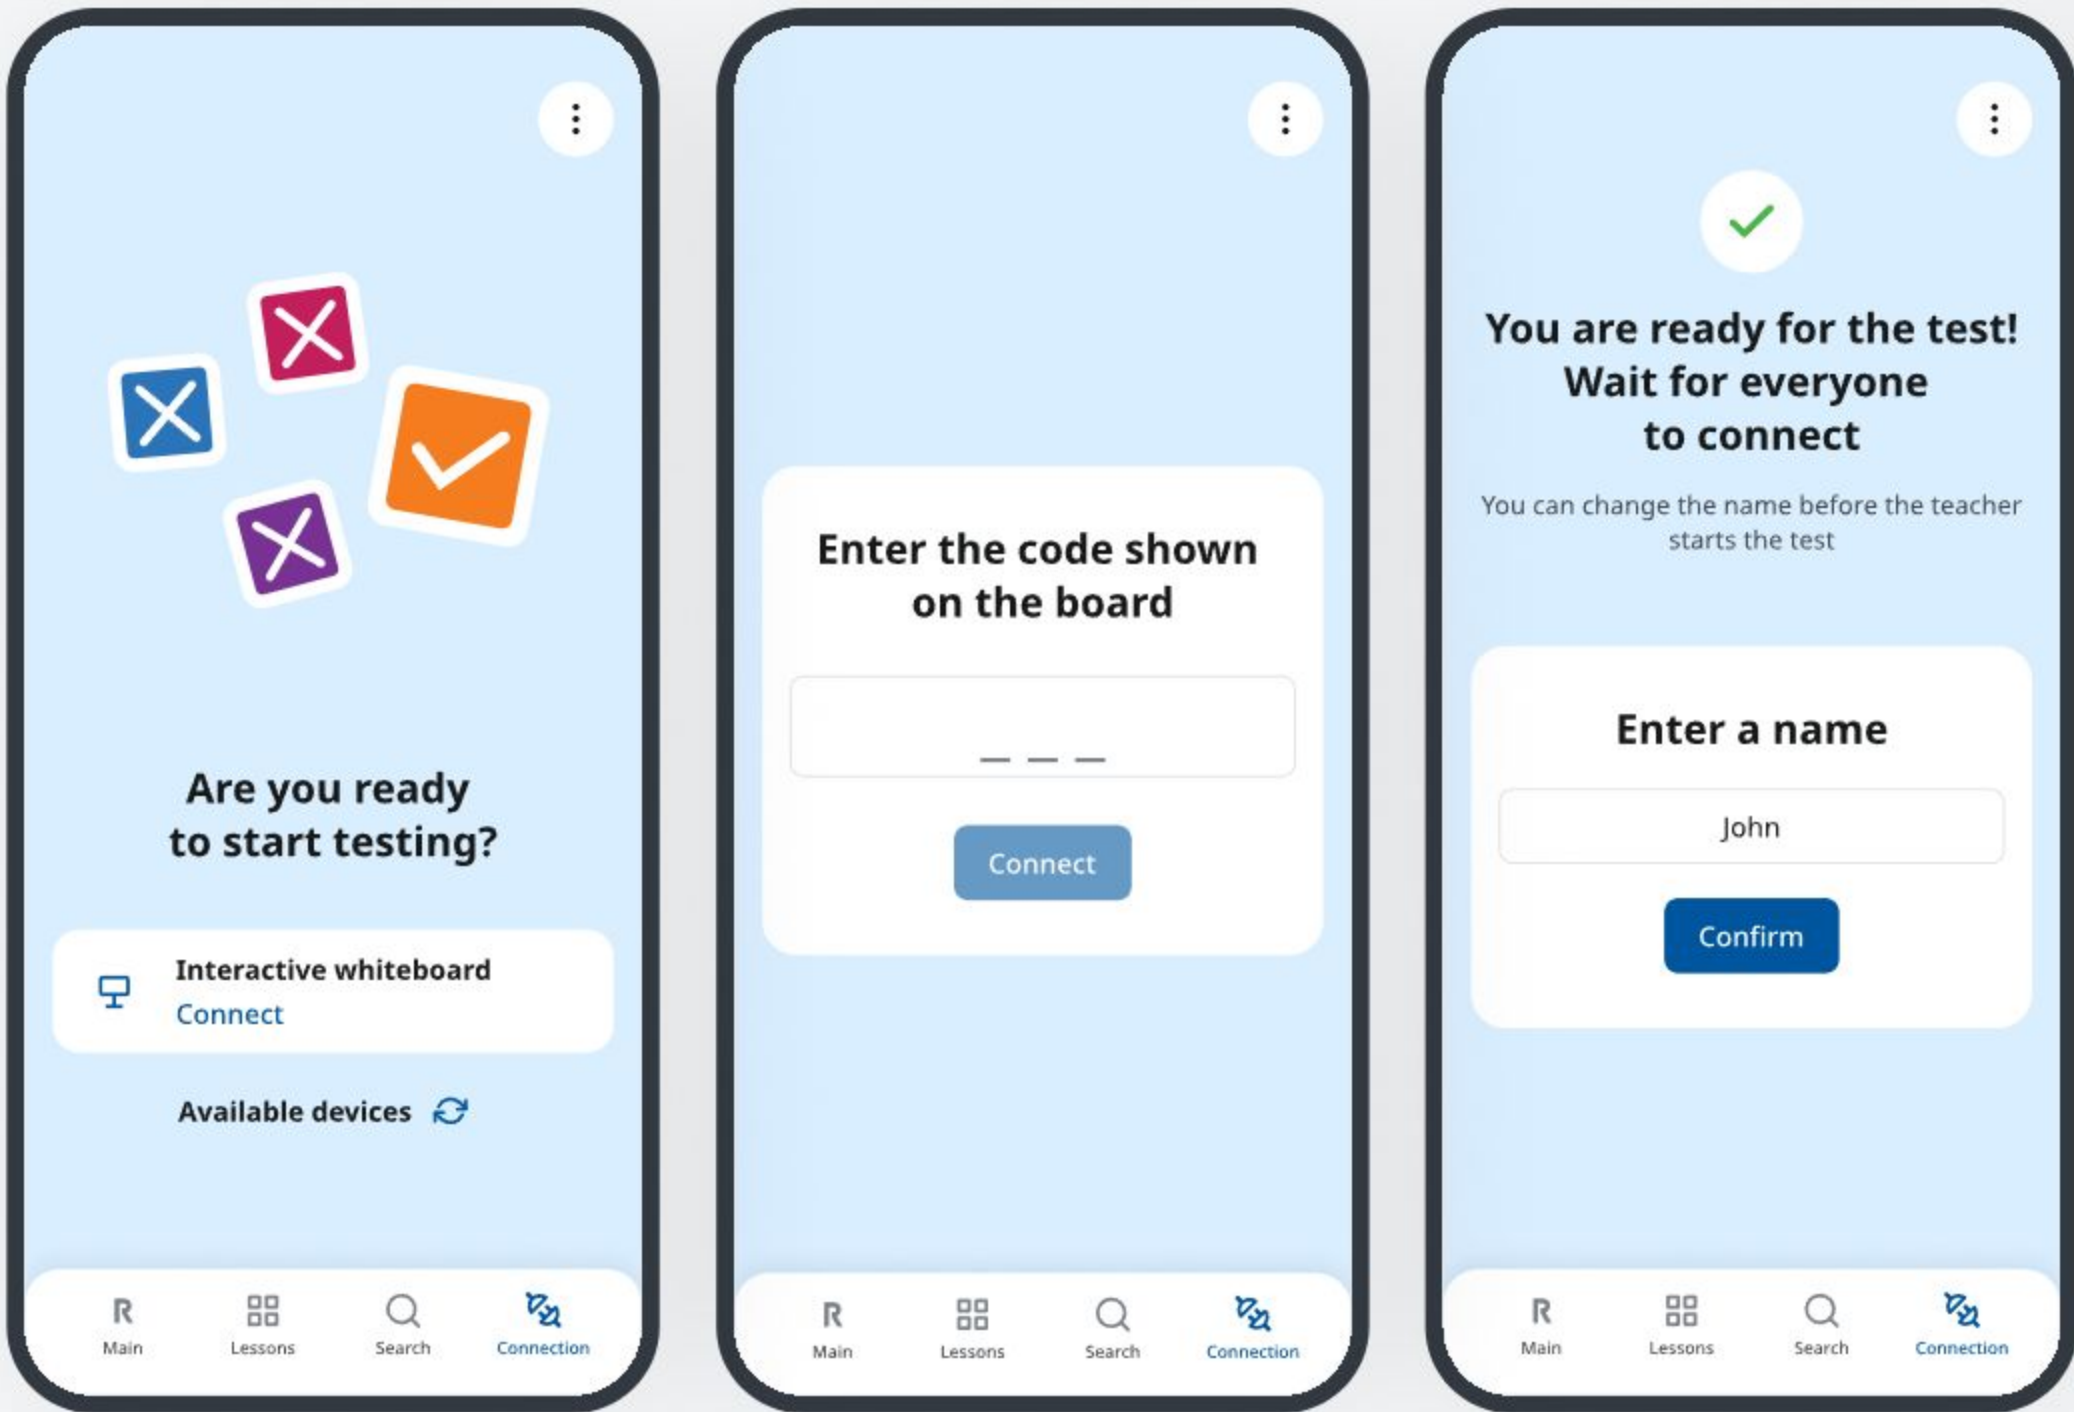 Are you ready
to start testing?
Interactive whiteboard
Connect
Available devices
R
Main
Lessons
Search
Connection
Enter the code shown
on the board
_ _ _
Connect
R
Main
Lessons
Search
Connection
You are ready for the test!
Wait for everyone
to connect
You can change the name before the teacher
starts the test
Enter a name
John
Confirm
R
Main
Lessons
Search
Connection